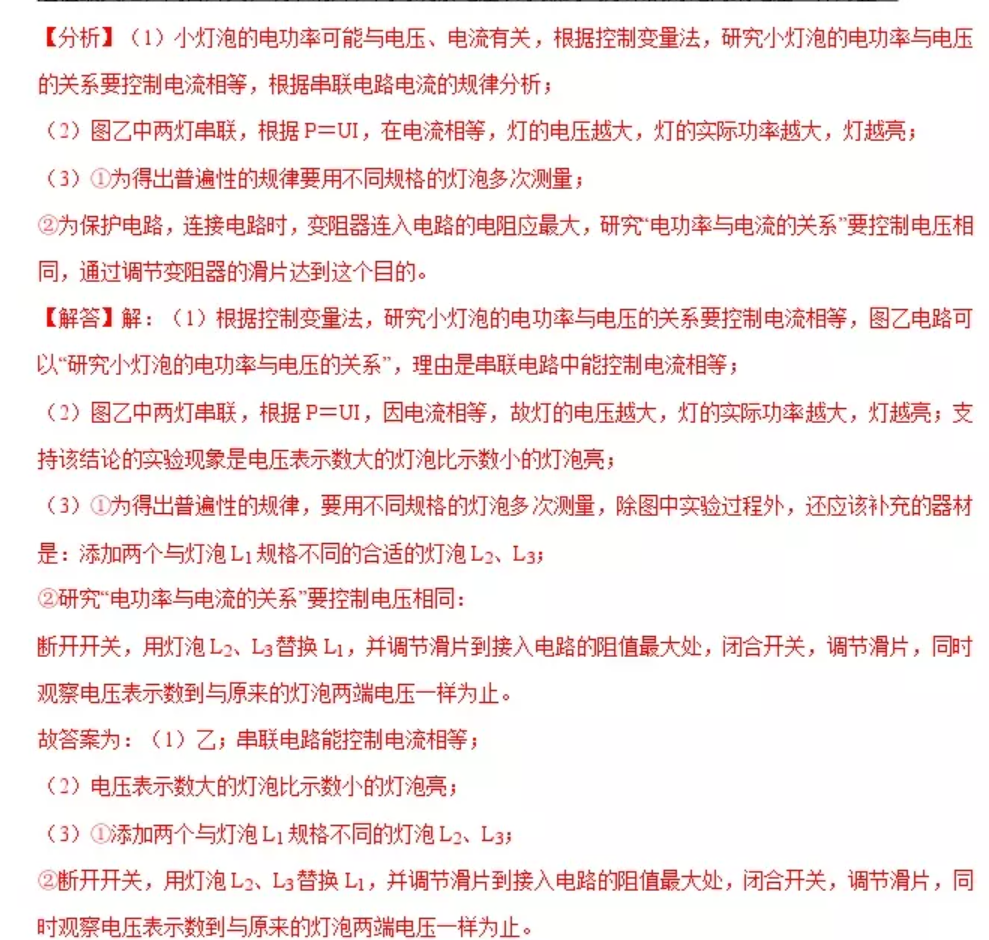 【分析】（1）小灯泡的电功率可能与电压、电流有关，根据控制变量法，研究小灯泡的电功率与电压
的关系要控制电流相等，根据串联电路电流的规律分析；
（2）图乙中两灯串联，根据 P＝UI，在电流相等，灯的电压越大，灯的实际功率越大，灯越亮；
（3）①为得出普遍性的规律要用不同规格的灯泡多次测量；
②为保护电路，连接电路时，变阻器连入电路的电阻应最大，研究“电功率与电流的关系”要控制电压相
同，通过调节变阻器的滑片达到这个目的。
【解答】解：（1）根据控制变量法，研究小灯泡的电功率与电压的关系要控制电流相等，图乙电路可
以“研究小灯泡的电功率与电压的关系”，理由是串联电路中能控制电流相等；
（2）图乙中两灯串联，根据 P＝UI，因电流相等，故灯的电压越大，灯的实际功率越大，灯越亮；支
持该结论的实验现象是电压表示数大的灯泡比示数小的灯泡亮；
（3）①为得出普遍性的规律，要用不同规格的灯泡多次测量，除图中实验过程外，还应该补充的器材
是：添加两个与灯泡 L₁ 规格不同的合适的灯泡 L₂、L₃；
②研究“电功率与电流的关系”要控制电压相同：
断开开关，用灯泡 L₂、L₃ 替换 L₁，并调节滑片到接入电路的阻值最大处，闭合开关，调节滑片，同时
观察电压表示数到与原来的灯泡两端电压一样为止。
故答案为：（1）乙；串联电路能控制电流相等；
（2）电压表示数大的灯泡比示数小的灯泡亮；
（3）①添加两个与灯泡 L₁ 规格不同的灯泡 L₂、L₃；
②断开开关，用灯泡 L₂、L₃ 替换 L₁，并调节滑片到接入电路的阻值最大处，闭合开关，调节滑片，同
时观察电压表示数到与原来的灯泡两端电压一样为止。